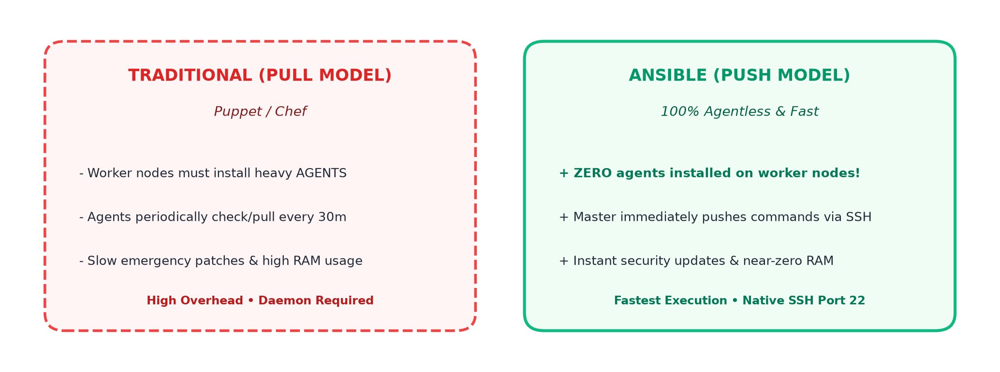 TRADITIONAL (PULL MODEL)
Puppet / Chef
- Worker nodes must install heavy AGENTS
- Agents periodically check/pull every 30m
- Slow emergency patches & high RAM usage
High Overhead • Daemon Required
ANSIBLE (PUSH MODEL)
100% Agentless & Fast
+ ZERO agents installed on worker nodes!
+ Master immediately pushes commands via SSH
+ Instant security updates & near-zero RAM
Fastest Execution • Native SSH Port 22